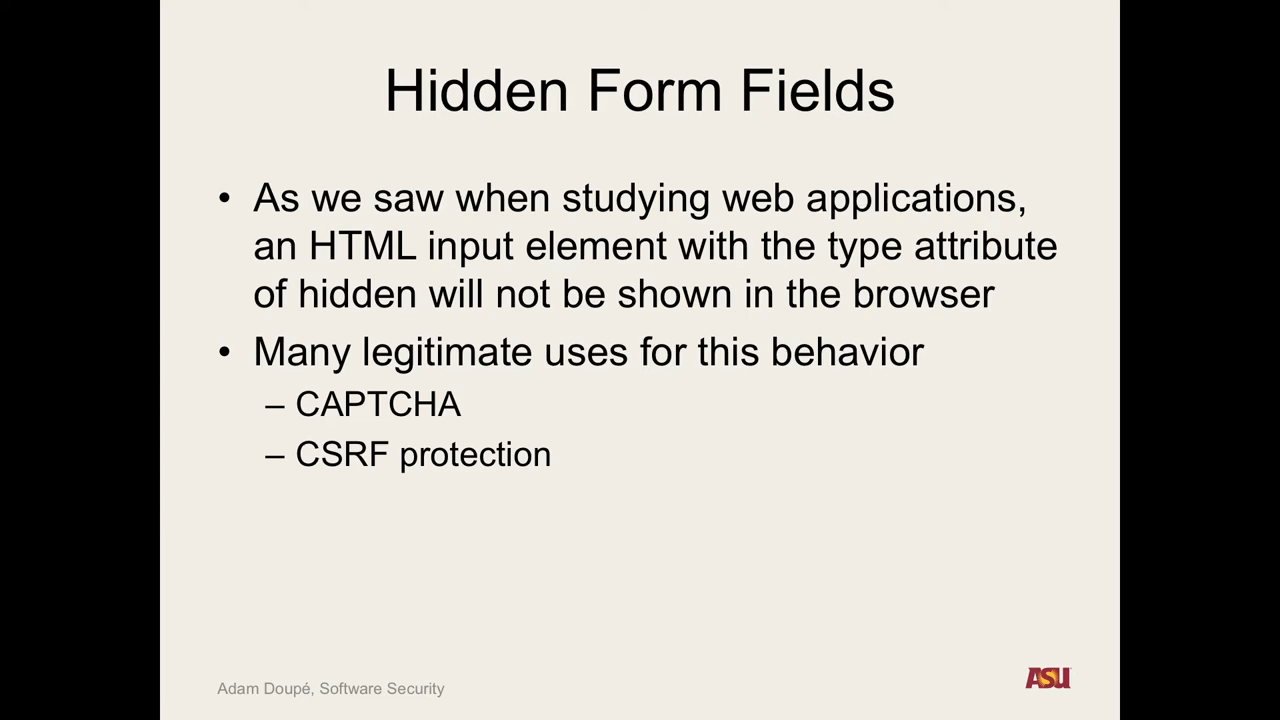 Hidden Form Fields
• As we saw when studying web applications,
an HTML input element with the type attribute
of hidden will not be shown in the browser
• Many legitimate uses for this behavior
– CAPTCHA
– CSRF protection
Adam Doupé, Software Security
ASU